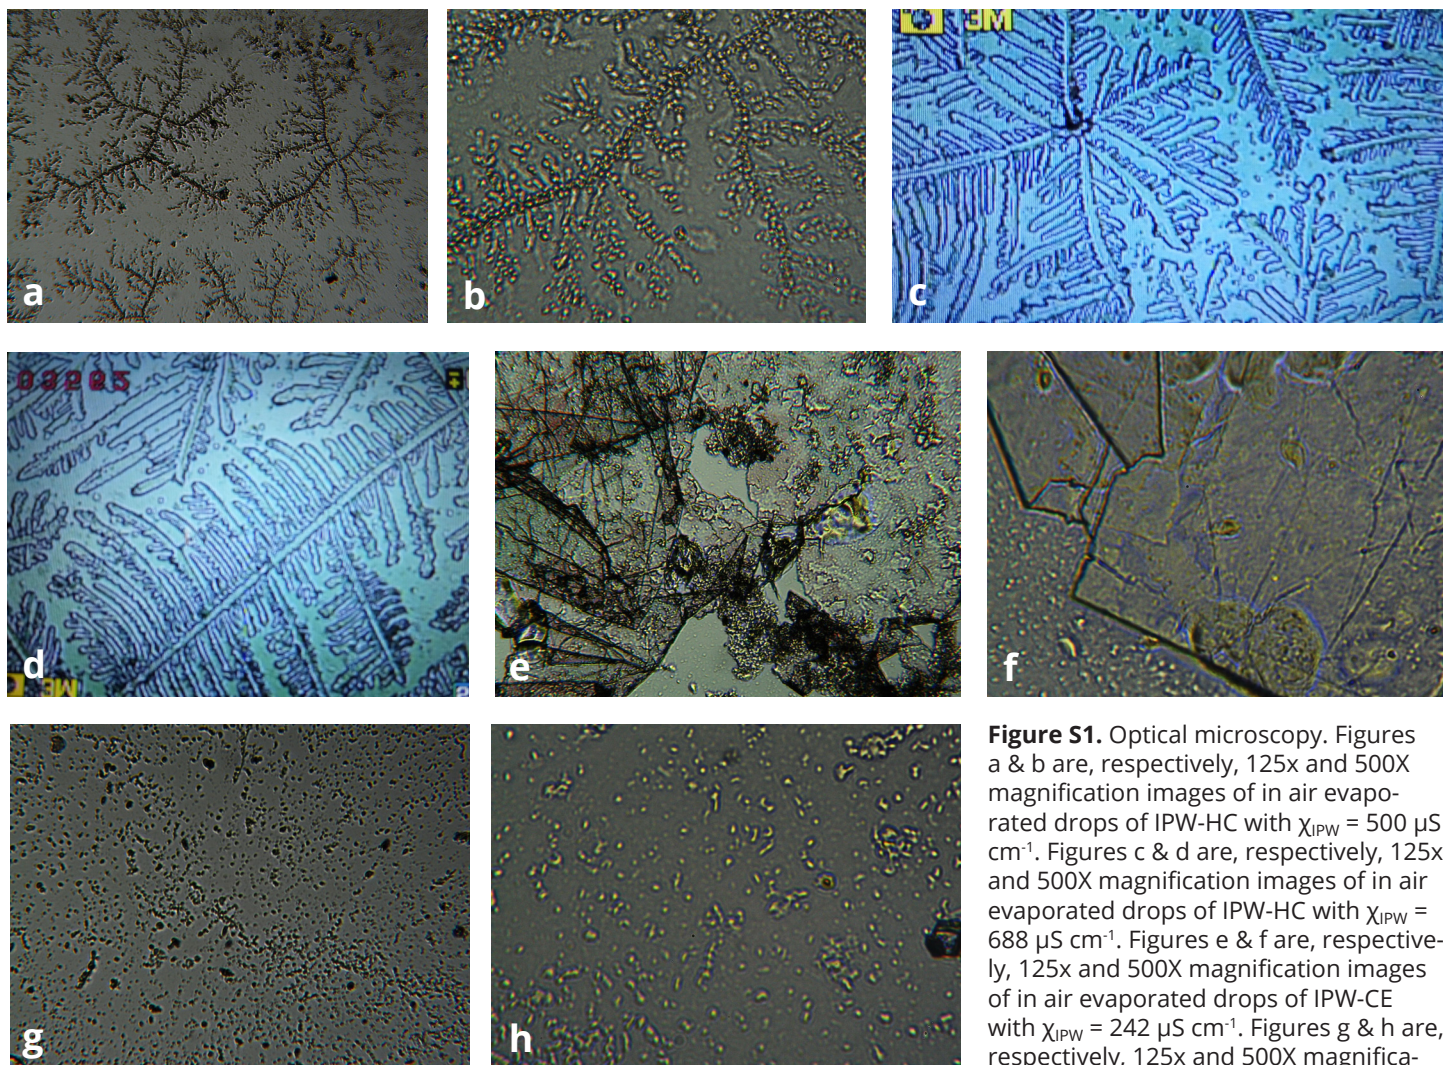 a
b
ЭМ
c
03285
d
ЭМ
e
f
g
h
Figure S1. Optical microscopy. Figures
a & b are, respectively, 125x and 500X
magnification images of in air evapo-
rated drops of IPW-HC with χIPW = 500 µS
cm-1. Figures c & d are, respectively, 125x
and 500X magnification images of in air
evaporated drops of IPW-HC with χIPW =
688 µS cm-1. Figures e & f are, respective-
ly, 125x and 500X magnification images
of in air evaporated drops of IPW-CE
with χIPW = 242 µS cm-1. Figures g & h are,
respectively, 125x and 500X magnifica-